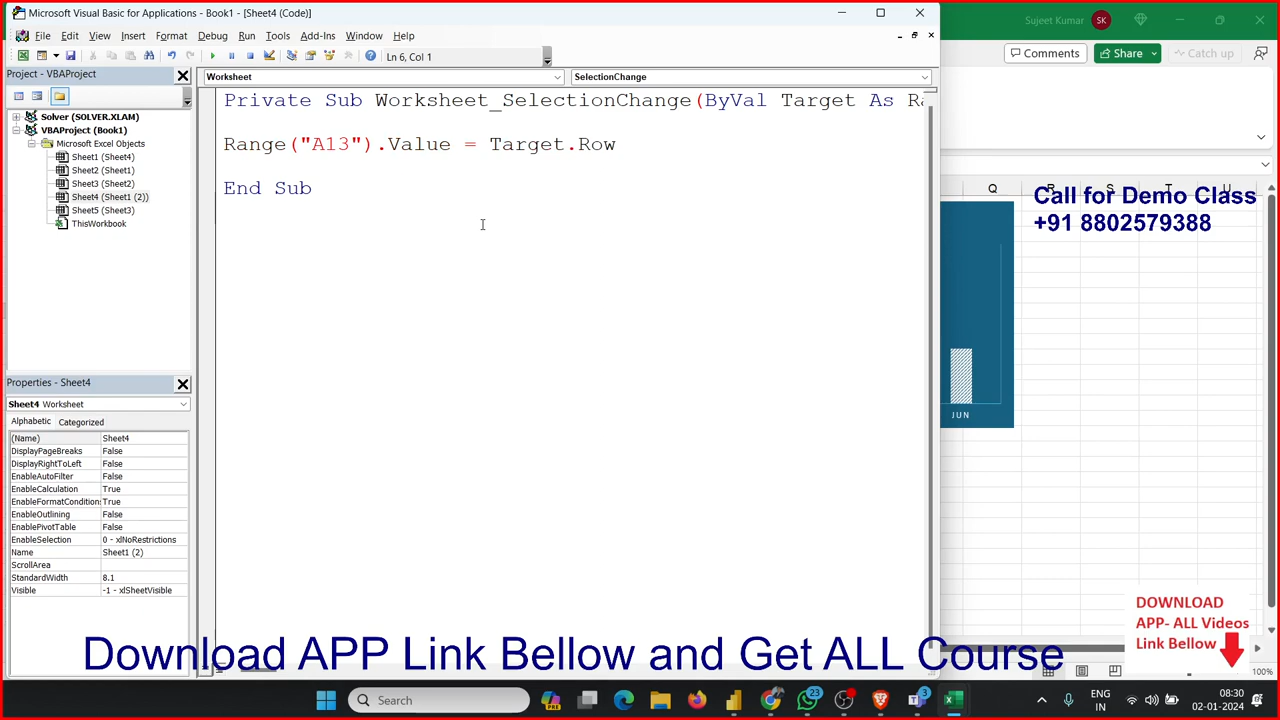 Microsoft Visual Basic for Applications - Book1 - [Sheet4 (Code)]
Sujeet Kumar SK
File Edit View Insert Format Debug Run Tools Add-Ins Window Help
Comments Share Catch up
Ln 6, Col 1
Project - VBAProject
Worksheet
SelectionChange
Solver (SOLVER.XLAM)
VBAProject (Book1)
Microsoft Excel Objects
Sheet1 (Sheet4)
Sheet2 (Sheet1)
Sheet3 (Sheet2)
Sheet4 (Sheet1 (2))
Sheet5 (Sheet3)
ThisWorkbook
Private Sub Worksheet_SelectionChange(ByVal Target As Ra
Range("A13").Value = Target.Row
End Sub
Q R S T U
Call for Demo Class
+91 8802579388
JUN
Properties - Sheet4
Sheet4 Worksheet
Alphabetic Categorized
(Name) Sheet4
DisplayPageBreaks False
DisplayRightToLeft False
EnableAutoFilter False
EnableCalculation True
EnableFormatConditions True
EnableOutlining False
EnablePivotTable False
EnableSelection 0 - xlNoRestrictions
Name Sheet1 (2)
ScrollArea
StandardWidth 8.1
Visible -1 - xlSheetVisible
DOWNLOAD
APP- ALL Videos
Link Bellow
Download APP Link Bellow and Get ALL Course
100%
Search
PRE
23
3
ENG
IN
08:30
02-01-2024